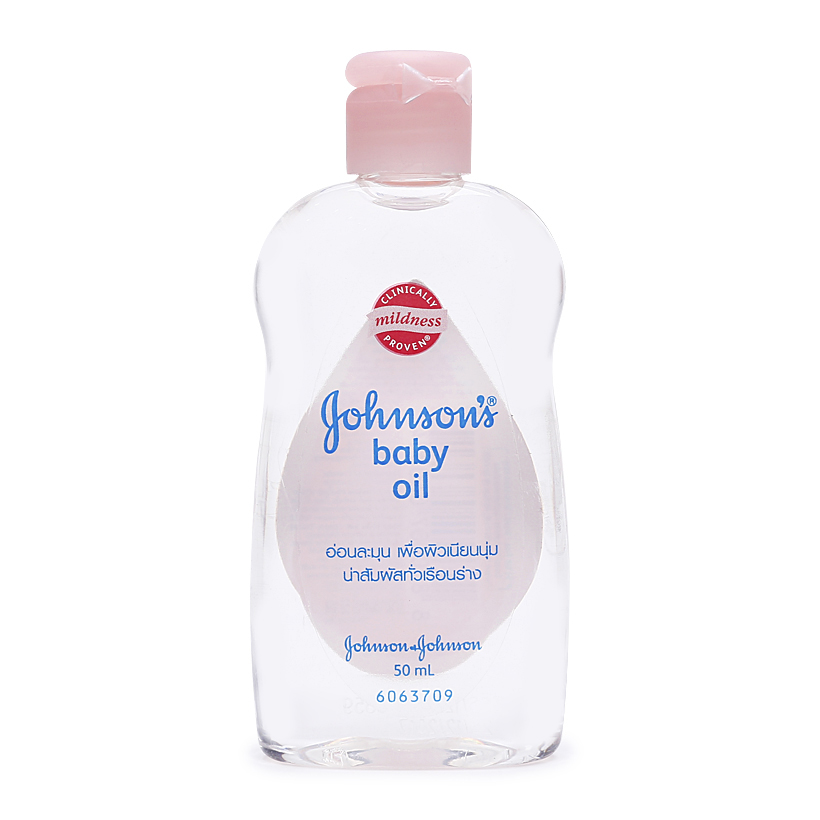 CLINICALLY
mildness
PROVEN®
Johnson's®
baby
oil
อ่อนละมุน เพื่อผิวเนียนนุ่ม
น่าสัมผัสทั่วเรือนร่าง
Johnson & Johnson
50 mL
6063709